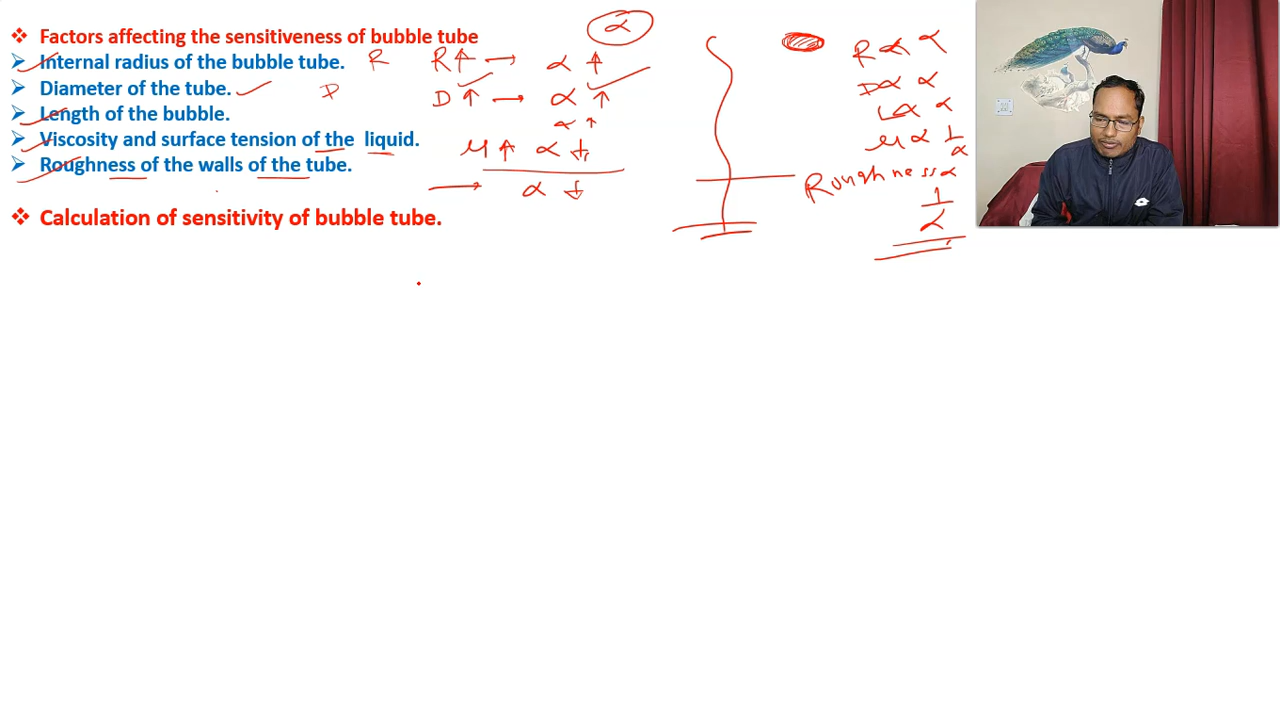 ❖ Factors affecting the sensitiveness of bubble tube
α
➤ Internal radius of the bubble tube. R R↑ → α ↑
➤ Diameter of the tube. D D↑ → α ↑
➤ Length of the bubble. α ↑
➤ Viscosity and surface tension of the liquid. μ↑ α ↓
➤ Roughness of the walls of the tube. → α ↓
❖ Calculation of sensitivity of bubble tube.
R α α
D α α
L α α
μ α 1/α
Roughness α
1/α